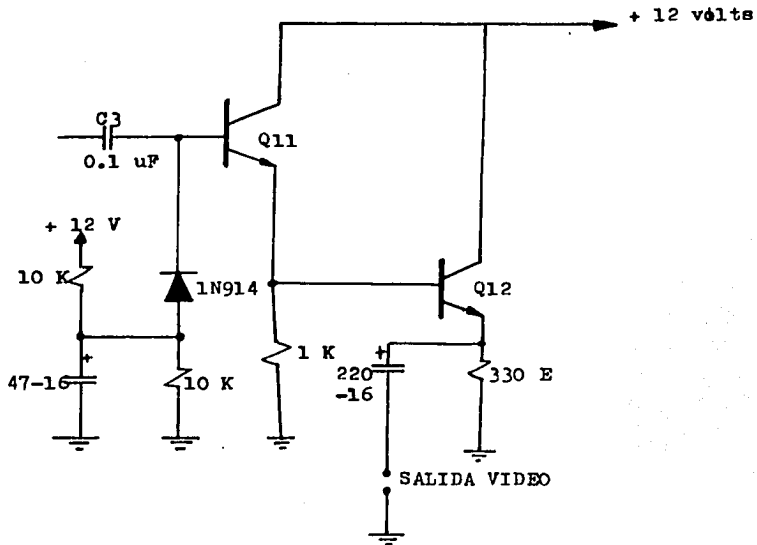 + 12 volts
C3
0.1 uF
Q11
+ 12 V
10 K
1N914
Q12
47-16
+
10 K
1 K
220
-16
+
330 E
SALIDA VIDEO